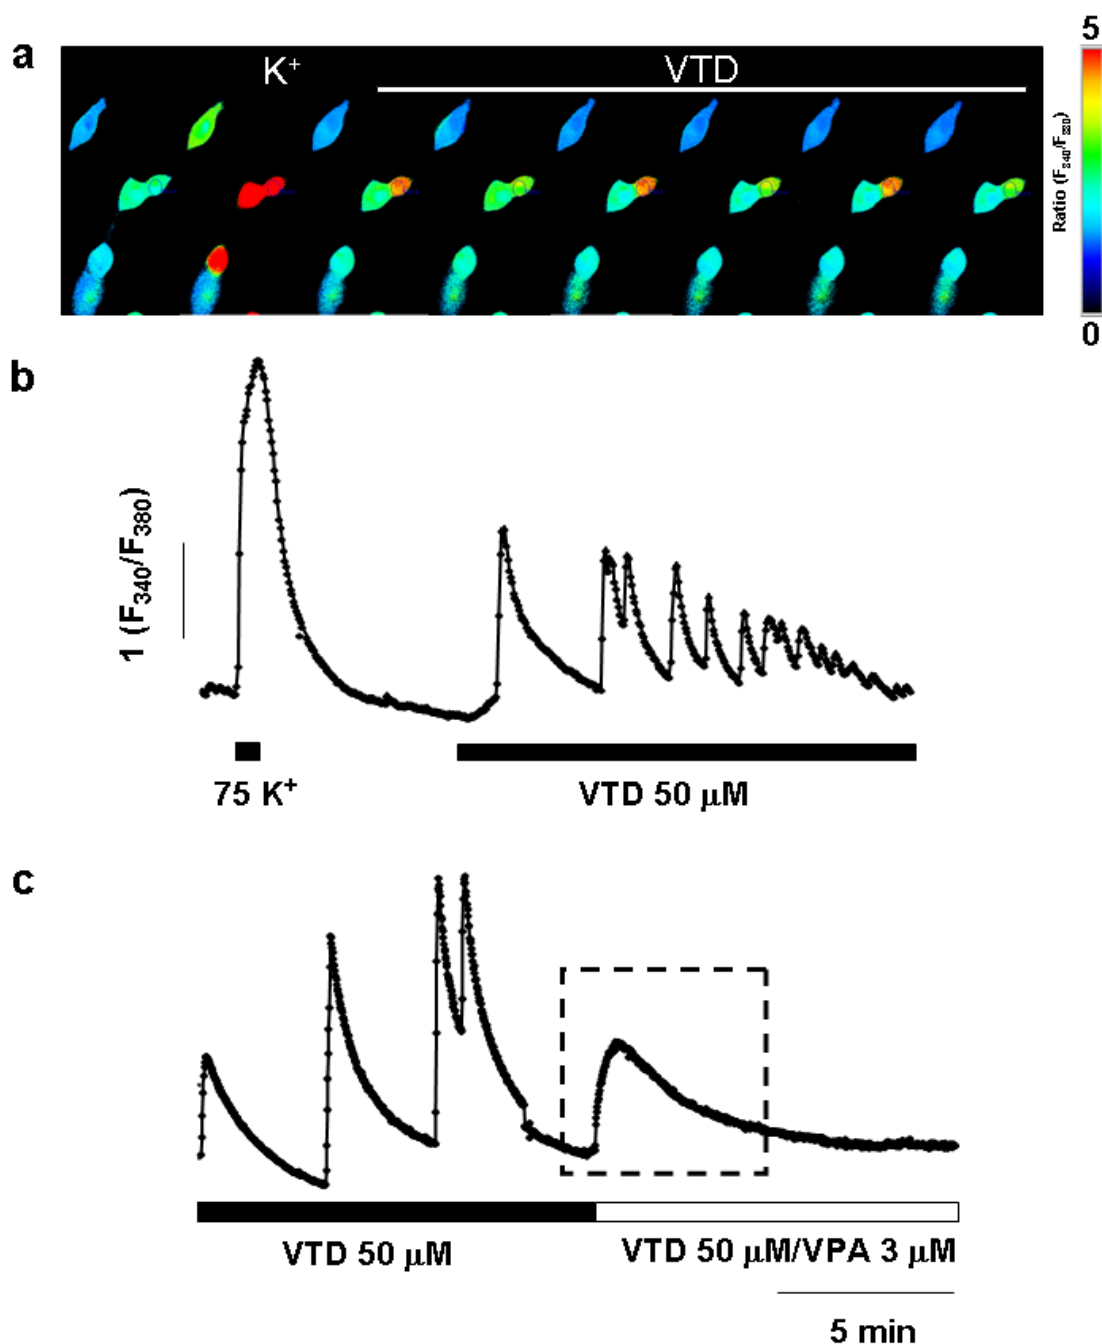 a
K⁺
VTD
5
Ratio (F₃₄₀/F₃₈₀)
0
b
1 (F₃₄₀/F₃₈₀)
75 K⁺
VTD 50 μM
c
VTD 50 μM
VTD 50 μM/VPA 3 μM
5 min